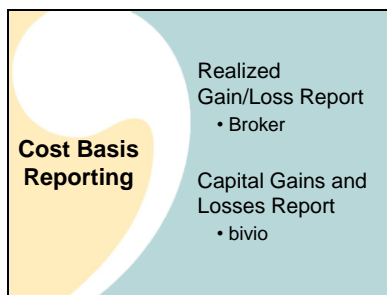 Cost Basis
Reporting
Realized
Gain/Loss Report
• Broker
Capital Gains and
Losses Report
• bivio